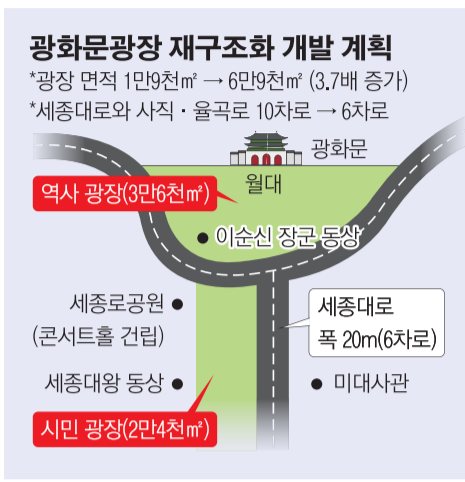 광화문광장 재구조화 개발 계획
*광장 면적 1만9천㎡ → 6만9천㎡ (3.7배 증가)
*세종대로와 사직·율곡로 10차로 → 6차로
광화문
월대
역사 광장(3만6천㎡)
이순신 장군 동상
세종로공원
(콘서트홀 건립)
세종대로
폭 20m(6차로)
세종대왕 동상
미대사관
시민 광장(2만4천㎡)